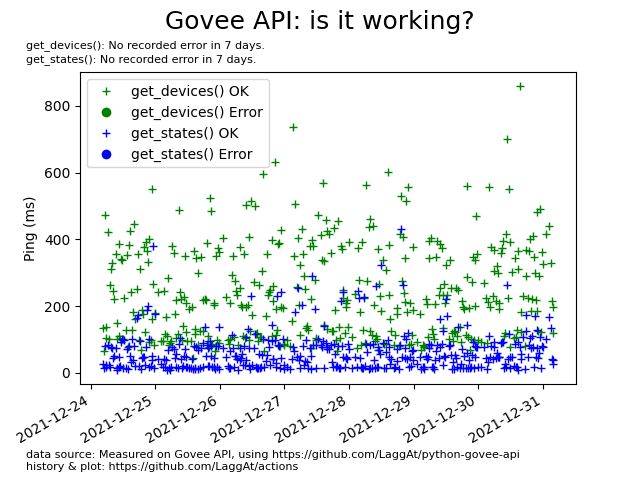 Govee API: is it working?
get_devices(): No recorded error in 7 days.
get_states(): No recorded error in 7 days.
get_devices() OK
get_devices() Error
get_states() OK
get_states() Error
Ping (ms)
800
600
400
200
0
2021-12-24
2021-12-25
2021-12-26
2021-12-27
2021-12-28
2021-12-29
2021-12-30
2021-12-31
data source: Measured on Govee API, using https://github.com/LaggAt/python-govee-api
history & plot: https://github.com/LaggAt/actions